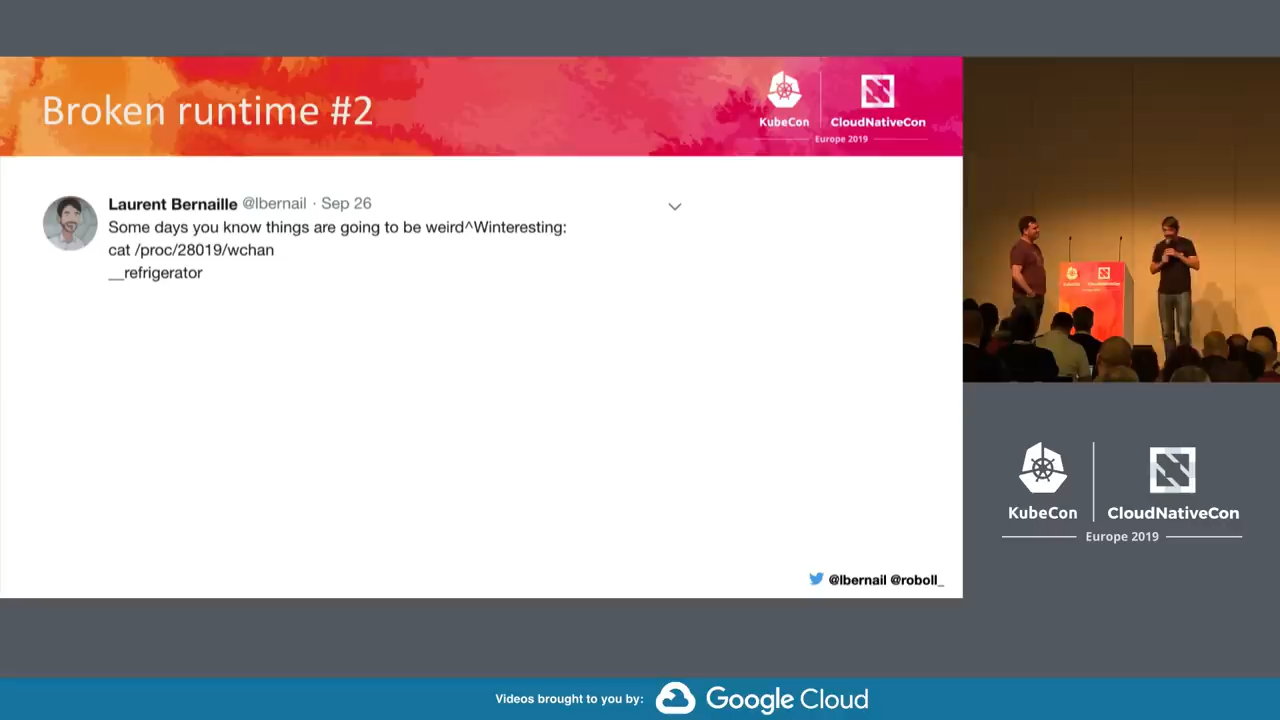 Broken runtime #2
KubeCon
CloudNativeCon
Europe 2019
Laurent Bernaille @lbernail · Sep 26
Some days you know things are going to be weird^Winteresting:
cat /proc/28019/wchan
__refrigerator
@lbernail @roboll_
KubeCon
CloudNativeCon
Europe 2019
Videos brought to you by: Google Cloud